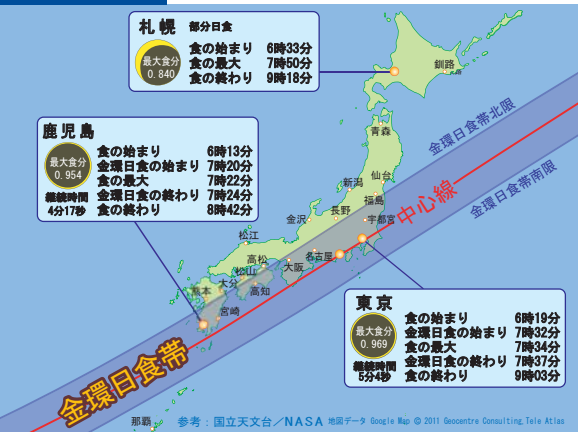 札幌 部分日食
最大食分
0.840
食の始まり 6時33分
食の最大 7時50分
食の終わり 9時18分
釧路
鹿児島
最大食分
0.954
継続時間
4分17秒
食の始まり 6時13分
金環日食の始まり 7時20分
食の最大 7時22分
金環日食の終わり 7時24分
食の終わり 8時42分
青森
仙台
新潟
福島
金沢
長野
宇都宮
松江
名古屋
大阪
高松
松山
高知
大分
熊本
宮崎
那覇
金環日食帯北限
中心線
金環日食帯南限
金環日食帯
東京
最大食分
0.969
継続時間
5分4秒
食の始まり 6時19分
金環日食の始まり 7時32分
食の最大 7時34分
金環日食の終わり 7時37分
食の終わり 9時03分
参考：国立天文台／NASA 地図データ Google Map © 2011 Geocentre Consulting, Tele Atlas